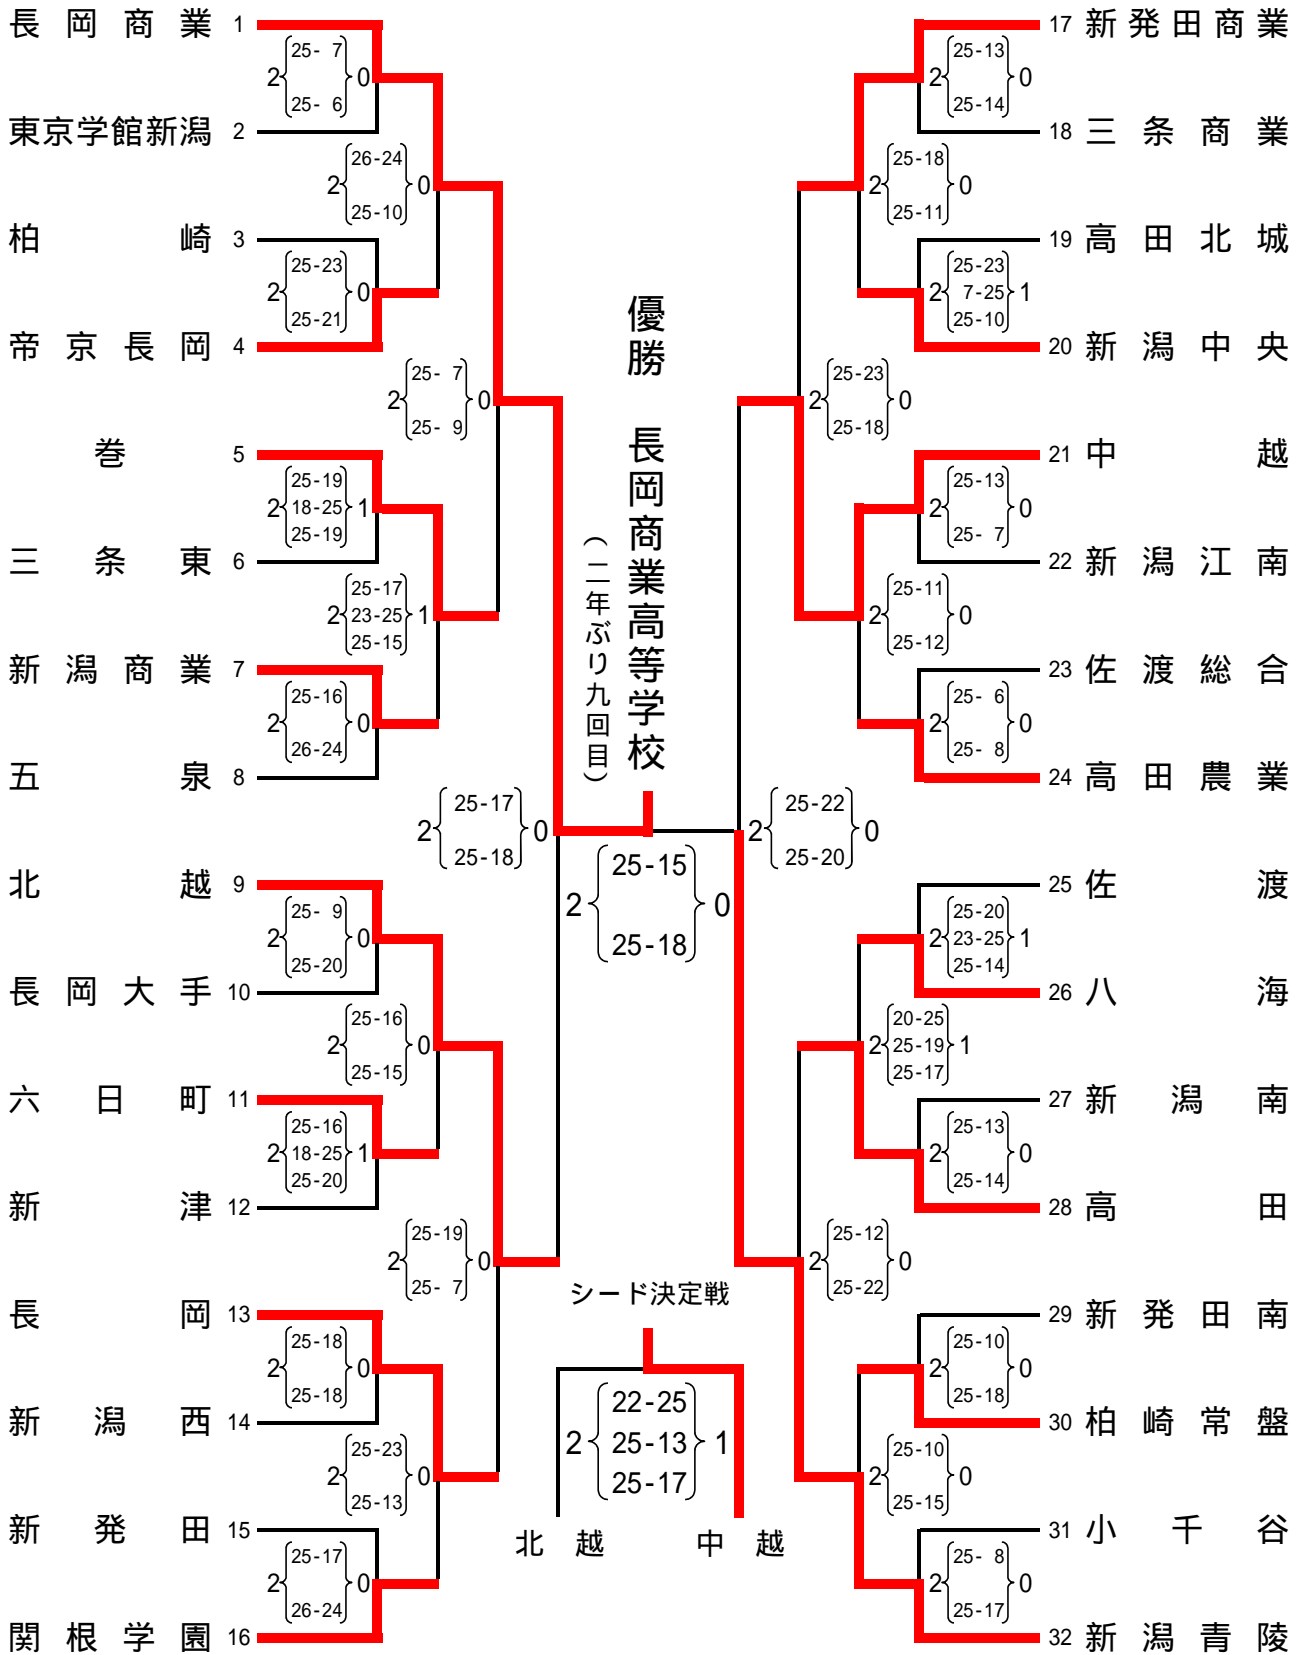 長岡商業 1
25- 7
2 0
25- 6
東京学館新潟 2
26-24
2 0
25-10
柏崎 3
25-23
2 0
25-21
帝京長岡 4
25- 7
2 0
25- 9
巻 5
25-19
2 18-25 1
25-19
三条東 6
25-17
2 23-25 1
25-15
新潟商業 7
25-16
2 0
26-24
五泉 8
25-17
2 0
25-18
北越 9
25- 9
2 0
25-20
長岡大手 10
25-16
2 0
25-15
六日町 11
25-16
2 18-25 1
25-20
新津 12
25-19
2 0
25- 7
長岡 13
25-18
2 0
25-18
新潟西 14
25-23
2 0
25-13
新発田 15
25-17
2 0
26-24
関根学園 16
優勝 長岡商業高等学校
(二年ぶり九回目)
25-15
2 0
25-18
シード決定戦
22-25
2 25-13 1
25-17
北越 中越
17 新発田商業
25-13
2 0
25-14
18 三条商業
25-18
2 0
25-11
19 高田北城
25-23
2 7-25 1
25-10
20 新潟中央
25-23
2 0
25-18
21 中越
25-13
2 0
25- 7
22 新潟江南
25-11
2 0
25-12
23 佐渡総合
25- 6
2 0
25- 8
24 高田農業
25-22
2 0
25-20
25 佐渡
25-20
2 23-25 1
25-14
26 八海
20-25
2 25-19 1
25-17
27 新潟南
25-13
2 0
25-14
28 高田
25-12
2 0
25-22
29 新発田南
25-10
2 0
25-18
30 柏崎常盤
25-10
2 0
25-15
31 小千谷
25- 8
2 0
25-17
32 新潟青陵